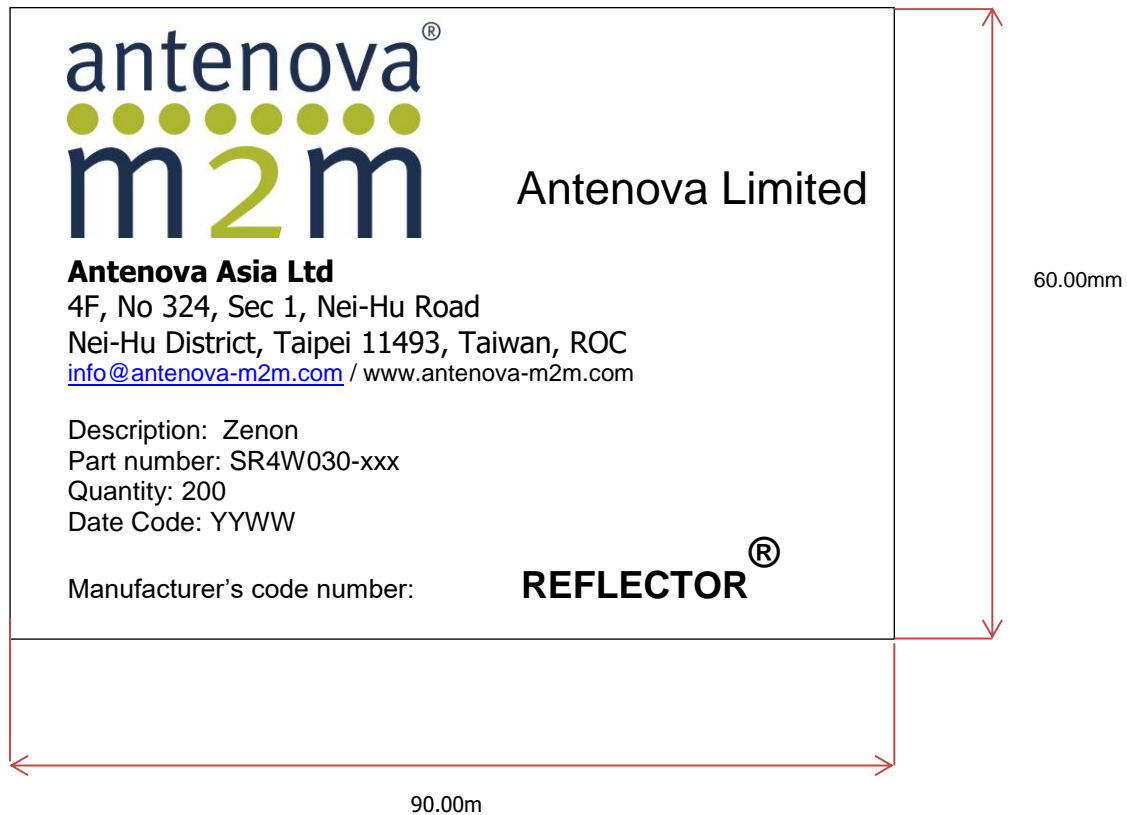 antenova®
m2m
Antenova Limited
Antenova Asia Ltd
4F, No 324, Sec 1, Nei-Hu Road
Nei-Hu District, Taipei 11493, Taiwan, ROC
info@antenova-m2m.com / www.antenova-m2m.com
Description: Zenon
Part number: SR4W030-xxx
Quantity: 200
Date Code: YYWW
Manufacturer’s code number: REFLECTOR®
60.00mm
90.00m